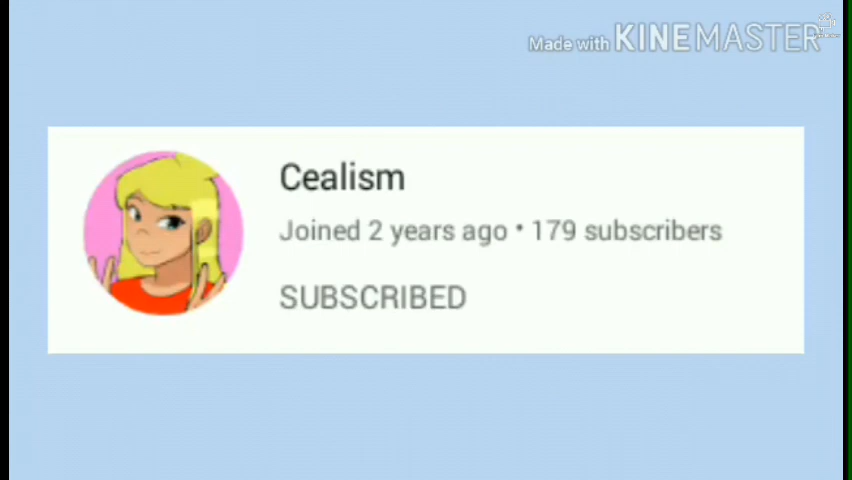 Made with KINEMASTER
Cealism
Joined 2 years ago • 179 subscribers
SUBSCRIBED